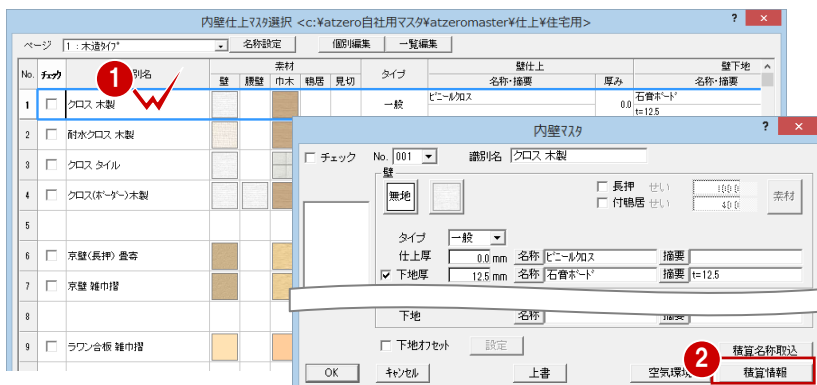 内壁仕上マスタ選択 <c:¥atzero自社用マスタ¥atzeromaster¥仕上¥住宅用>
? ×
ページ 1 : 木造タイプ 名称設定 個別編集 一覧編集
No. チェック 別名 素材 タイプ 壁仕上 壁下地
壁 腰壁 巾木 鴨居 見切 名称・摘要 厚み 名称・摘要
1
1 クロス 木製 一般 ビニールクロス 0.0 石膏ボード
t=12.5
2 耐水クロス 木製
3 クロス タイル
4 クロス(ボーダー)木製
5
6 京壁(長押) 畳寄
7 京壁 雑巾摺
8
9 ラワン合板 雑巾摺
内壁マスタ ? ×
チェック No. 001 識別名 クロス 木製
壁
無地 長押 せい 100.0 素材
付鴨居 せい 40.0
タイプ 一般
仕上厚 0.0 mm 名称 ビニールクロス 摘要
下地厚 12.5 mm 名称 石膏ボード 摘要 t=12.5
下地 名称 摘要
下地オフセット 設定 積算名称取込
2
OK キャンセル 上書 空気環境 積算情報